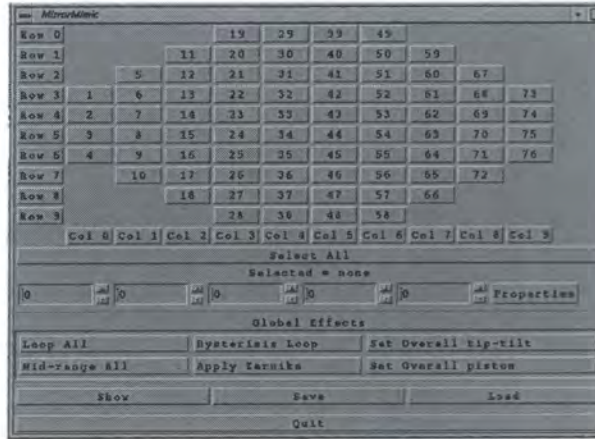 MirrorMimic
Row 0 19 29 39 49
Row 1 11 20 30 40 50 59
Row 2 5 12 21 31 41 51 60 67
Row 3 1 6 13 22 32 42 52 61 68 73
Row 4 2 7 14 23 33 43 53 62 69 74
Row 5 3 8 15 24 34 44 54 63 70 75
Row 6 4 9 16 25 35 45 55 64 71 76
Row 7 10 17 26 36 46 56 65 72
Row 8 18 27 37 47 57 66
Row 9 28 38 48 58
Col 0 Col 1 Col 2 Col 3 Col 4 Col 5 Col 6 Col 7 Col 8 Col 9
Select All
Selected = none
0 0 0 0 0 Properties
Global Effects
Loop All Hysterisis Loop Set Overall tip-tilt
Mid-range All Apply Zernike Set Overall piston
Show Save Load
Quit